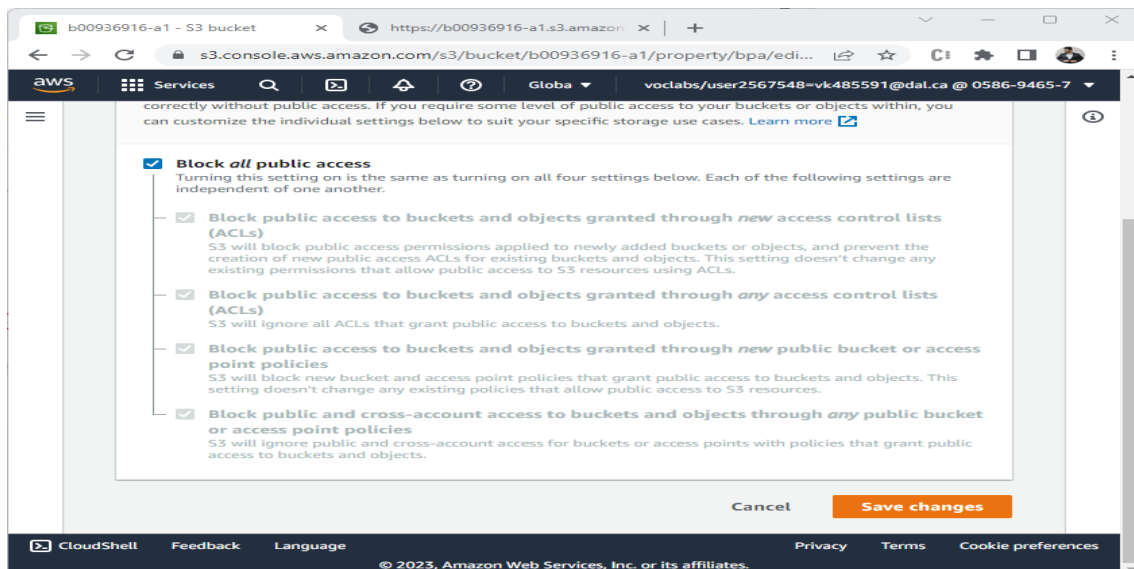 b00936916-a1 - S3 bucket
https://b00936916-a1.s3.amazon
s3.console.aws.amazon.com/s3/bucket/b00936916-a1/property/bpa/edi...
aws
Services
Globa
voclabs/user2567548=vk485591@dal.ca @ 0586-9465-7
correctly without public access. If you require some level of public access to your buckets or objects within, you
can customize the individual settings below to suit your specific storage use cases. Learn more
Block all public access
Turning this setting on is the same as turning on all four settings below. Each of the following settings are
independent of one another.
Block public access to buckets and objects granted through new access control lists
(ACLs)
S3 will block public access permissions applied to newly added buckets or objects, and prevent the
creation of new public access ACLs for existing buckets and objects. This setting doesn't change any
existing permissions that allow public access to S3 resources using ACLs.
Block public access to buckets and objects granted through any access control lists
(ACLs)
S3 will ignore all ACLs that grant public access to buckets and objects.
Block public access to buckets and objects granted through new public bucket or access
point policies
S3 will block new bucket and access point policies that grant public access to buckets and objects. This
setting doesn't change any existing policies that allow public access to S3 resources.
Block public and cross-account access to buckets and objects through any public bucket
or access point policies
S3 will ignore public and cross-account access for buckets or access points with policies that grant public
access to buckets and objects.
Cancel
Save changes
CloudShell
Feedback
Language
Privacy
Terms
Cookie preferences
© 2023, Amazon Web Services, Inc. or its affiliates.